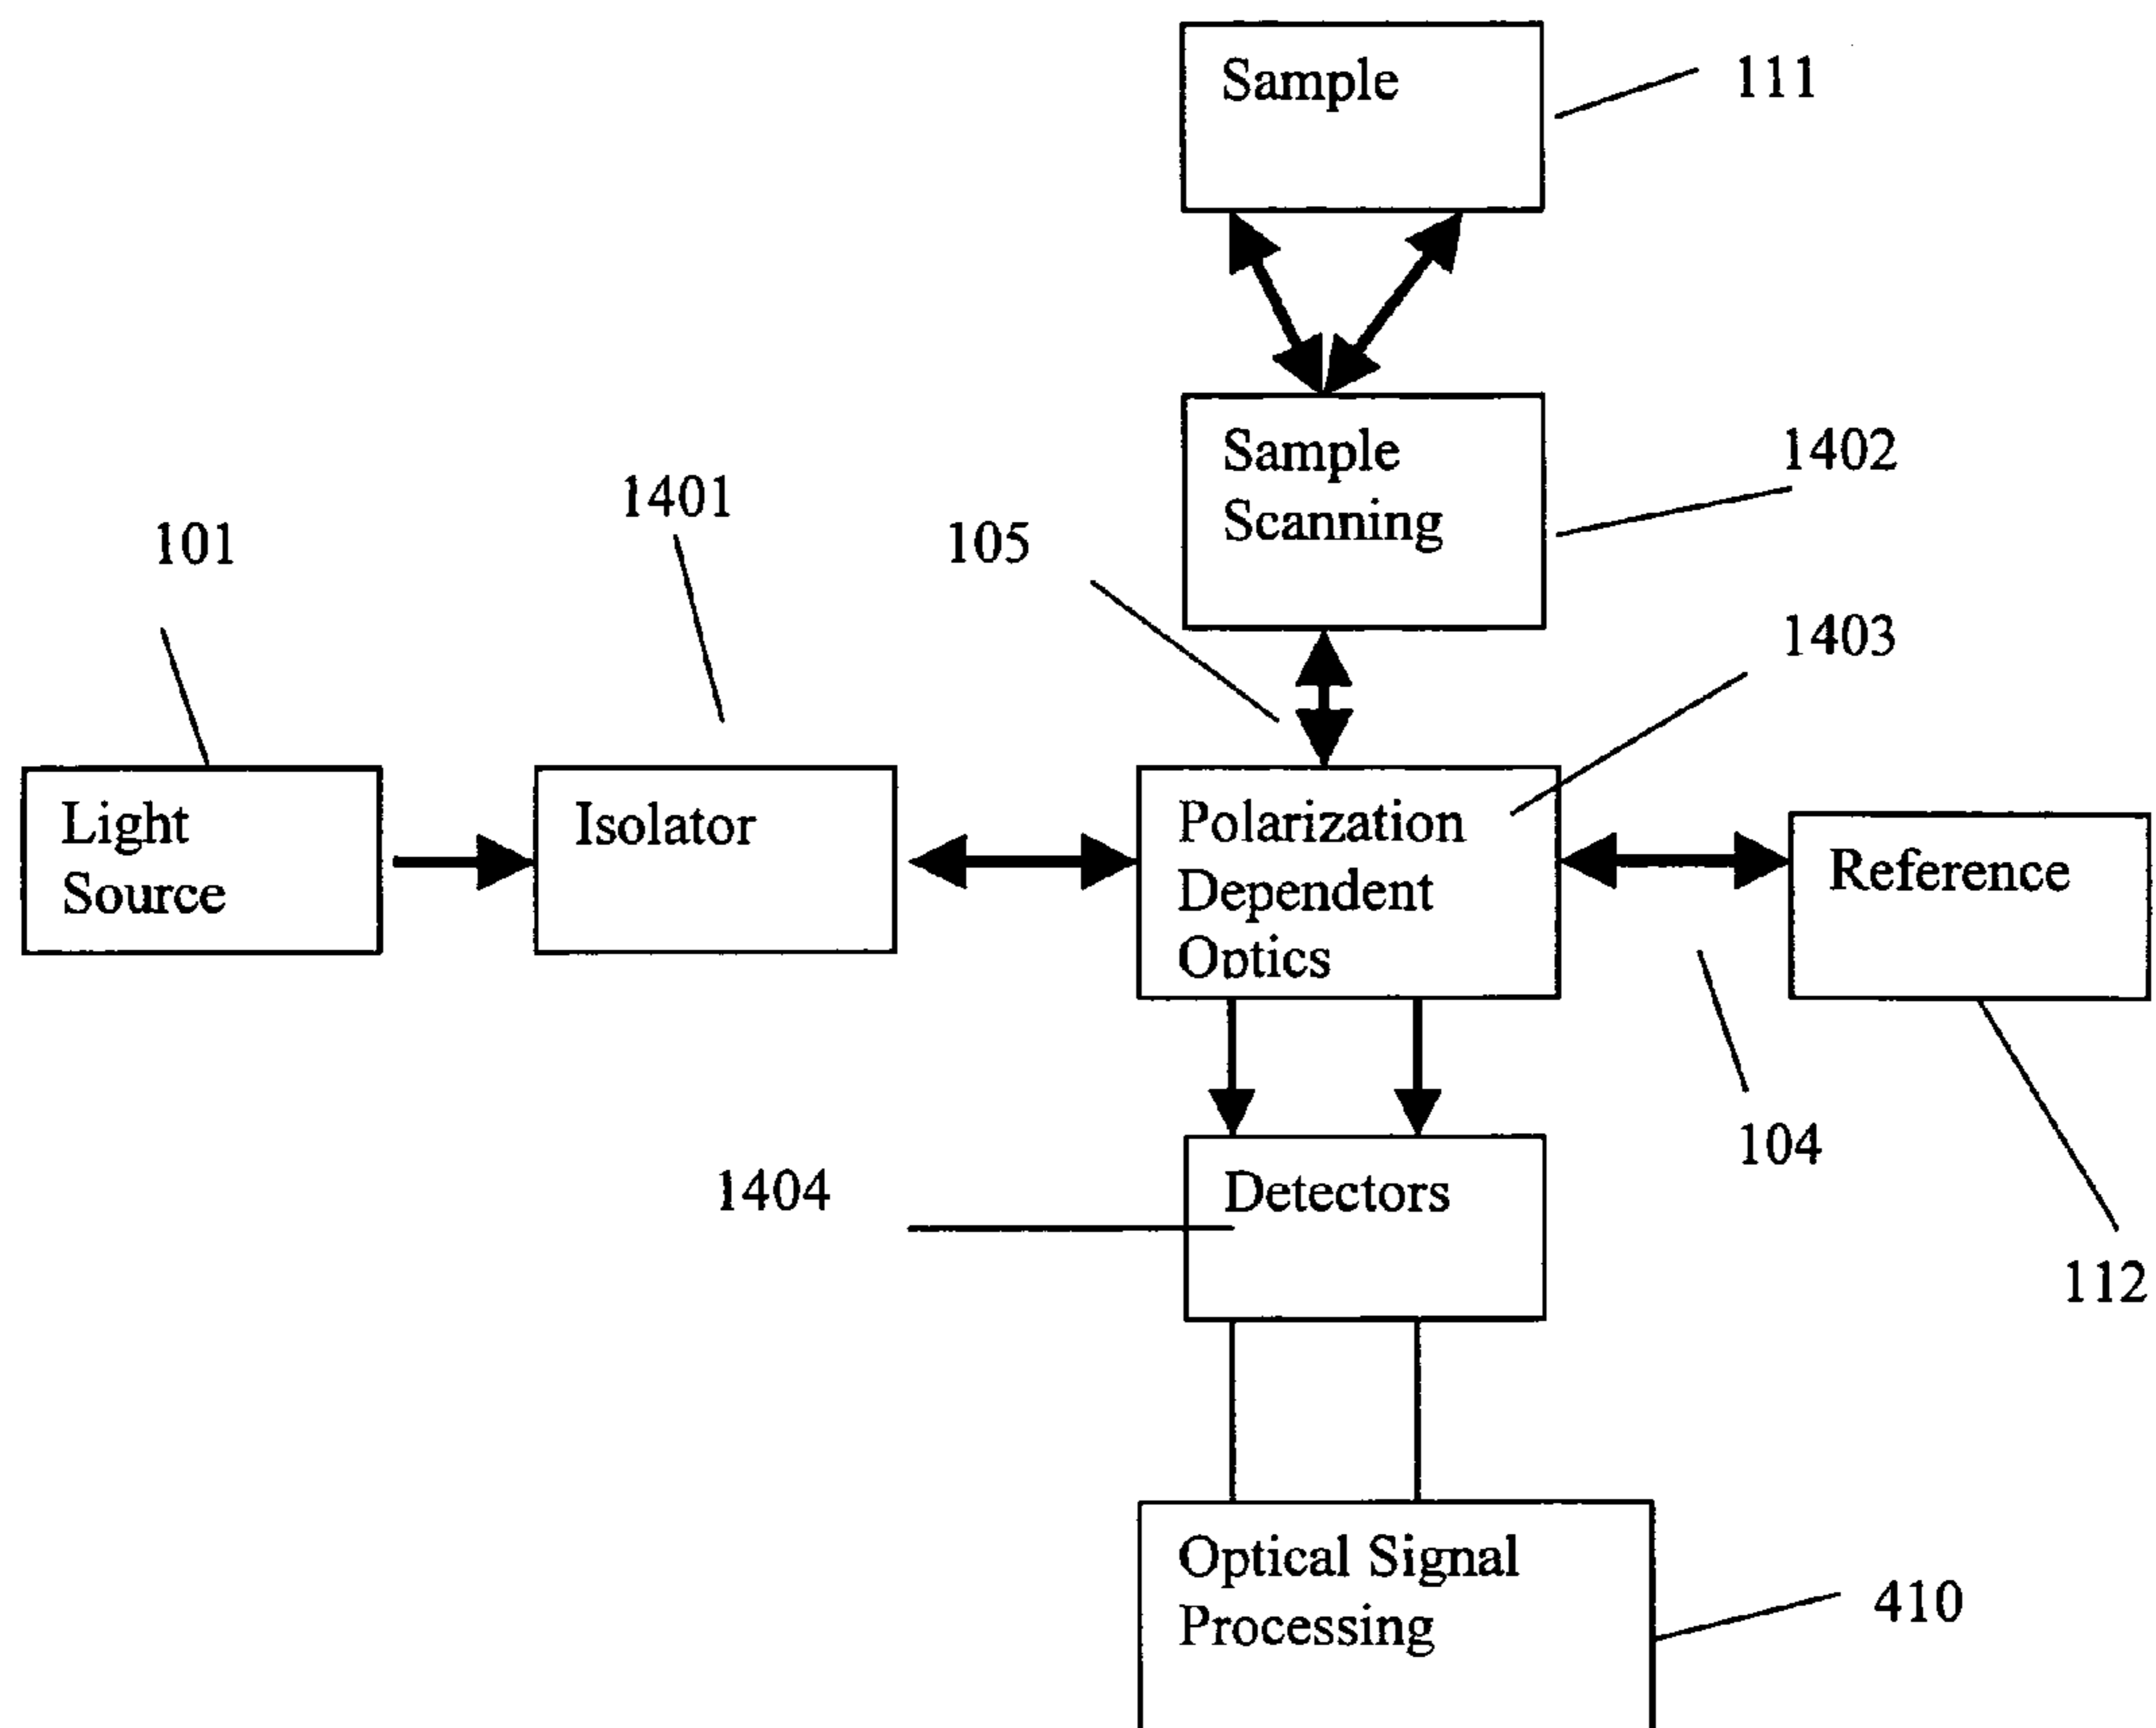 Sample
111
Sample
Scanning
1402
1401
101
105
1403
Light
Source
Isolator
Polarization
Dependent
Optics
Reference
104
1404
Detectors
112
Optical Signal
Processing
410